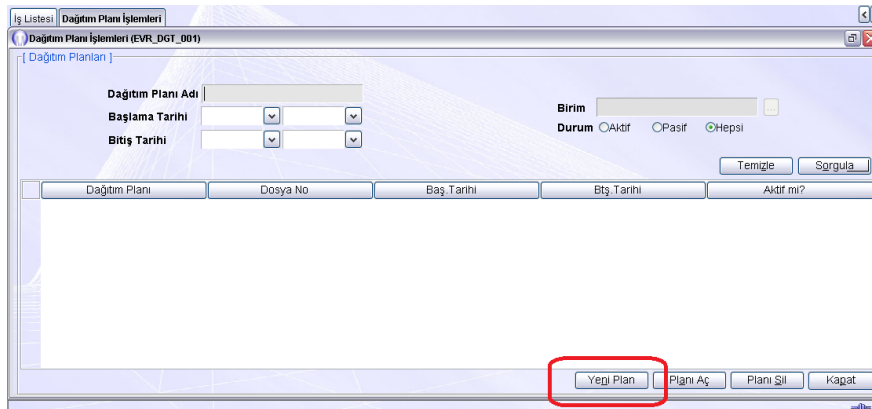 İş Listesi Dağıtım Planı İşlemleri
Dağıtım Planı İşlemleri (EVR_DGT_001)
[ Dağıtım Planları ]
Dağıtım Planı Adı
Başlama Tarihi
Bitiş Tarihi
Birim ...
Durum Aktif Pasif Hepsi
Temizle Sorgula
Dağıtım Planı Dosya No Baş.Tarihi Btş.Tarihi Aktif mi?
Yeni Plan Planı Aç Planı Sil Kapat